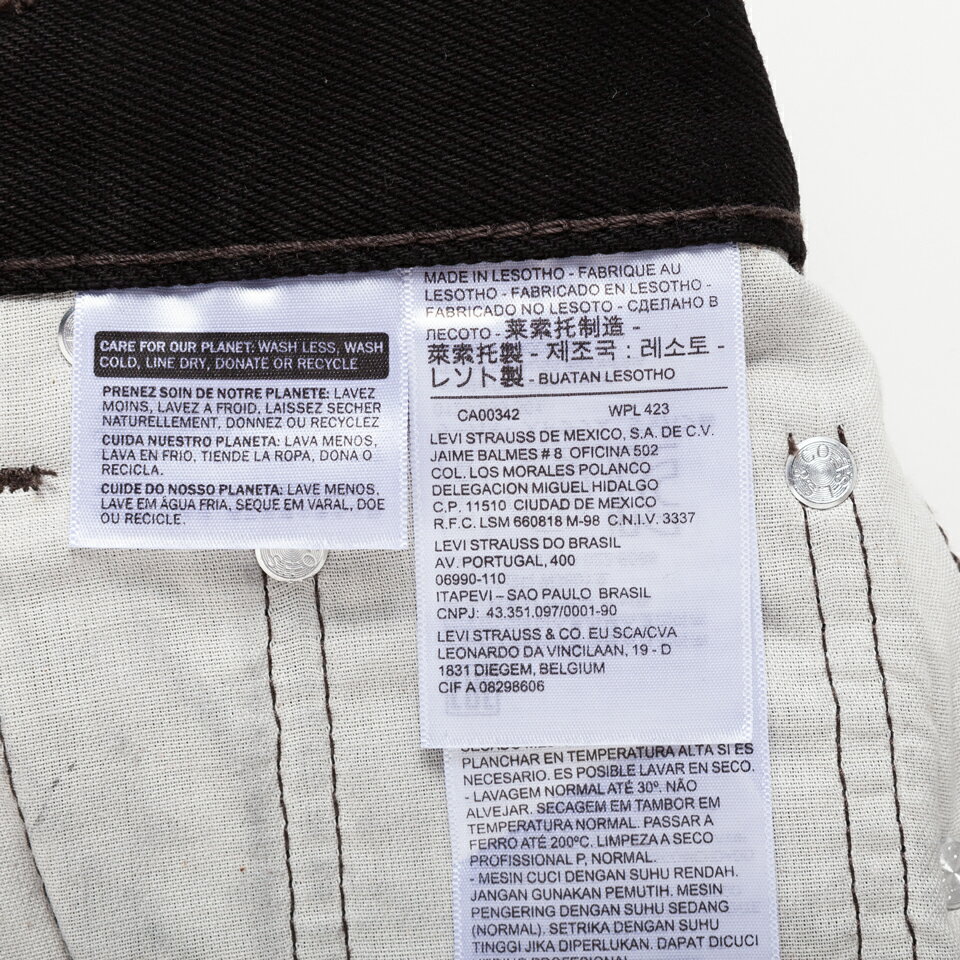 CARE FOR OUR PLANET: WASH LESS, WASH
COLD, LINE DRY, DONATE OR RECYCLE
PRENEZ SOIN DE NOTRE PLANETE: LAVEZ
MOINS, LAVEZ A FROID, LAISSEZ SECHER
NATURELLEMENT, DONNEZ OU RECYCLEZ
CUIDA NUESTRO PLANETA: LAVA MENOS,
LAVA EN FRIO, TIENDE LA ROPA, DONA O
RECICLA.
CUIDE DO NOSSO PLANETA: LAVE MENOS,
LAVE EM ÁGUA FRIA, SEQUE EM VARAL, DOE
OU RECICLE.
MADE IN LESOTHO - FABRIQUE AU
LESOTHO - FABRICADO EN LESOTHO -
FABRICADO NO LESOTO - СДЕЛАНО В
ЛЕСОТО - 莱索托制造 -
萊索托製 - 제조국 : 레소토 -
レソト製 - BUATAN LESOTHO
CA00342 WPL 423
LEVI STRAUSS DE MEXICO, S.A. DE C.V.
JAIME BALMES # 8 OFICINA 502
COL. LOS MORALES POLANCO
DELEGACION MIGUEL HIDALGO
C.P. 11510 CIUDAD DE MEXICO
R.F.C. LSM 660818 M-98 C.N.I.V. 3337
LEVI STRAUSS DO BRASIL
AV. PORTUGAL, 400
06990-110
ITAPEVI – SAO PAULO BRASIL
CNPJ: 43.351.097/0001-90
LEVI STRAUSS & CO. EU SCA/CVA
LEONARDO DA VINCILAAN, 19 - D
1831 DIEGEM, BELGIUM
CIF A 08298606
PLANCHAR EN TEMPERATURA ALTA SI ES
NECESARIO. ES POSIBLE LAVAR EN SECO.
- LAVAGEM NORMAL ATÉ 30º. NÃO
ALVEJAR. SECAGEM EM TAMBOR EM
TEMPERATURA NORMAL. PASSAR A
FERRO ATÉ 200ºC. LIMPEZA A SECO
PROFISSIONAL P, NORMAL.
- MESIN CUCI DENGAN SUHU RENDAH.
JANGAN GUNAKAN PEMUTIH. MESIN
PENGERING DENGAN SUHU SEDANG
(NORMAL). SETRIKA DENGAN SUHU
TINGGI JIKA DIPERLUKAN. DAPAT DICUCI